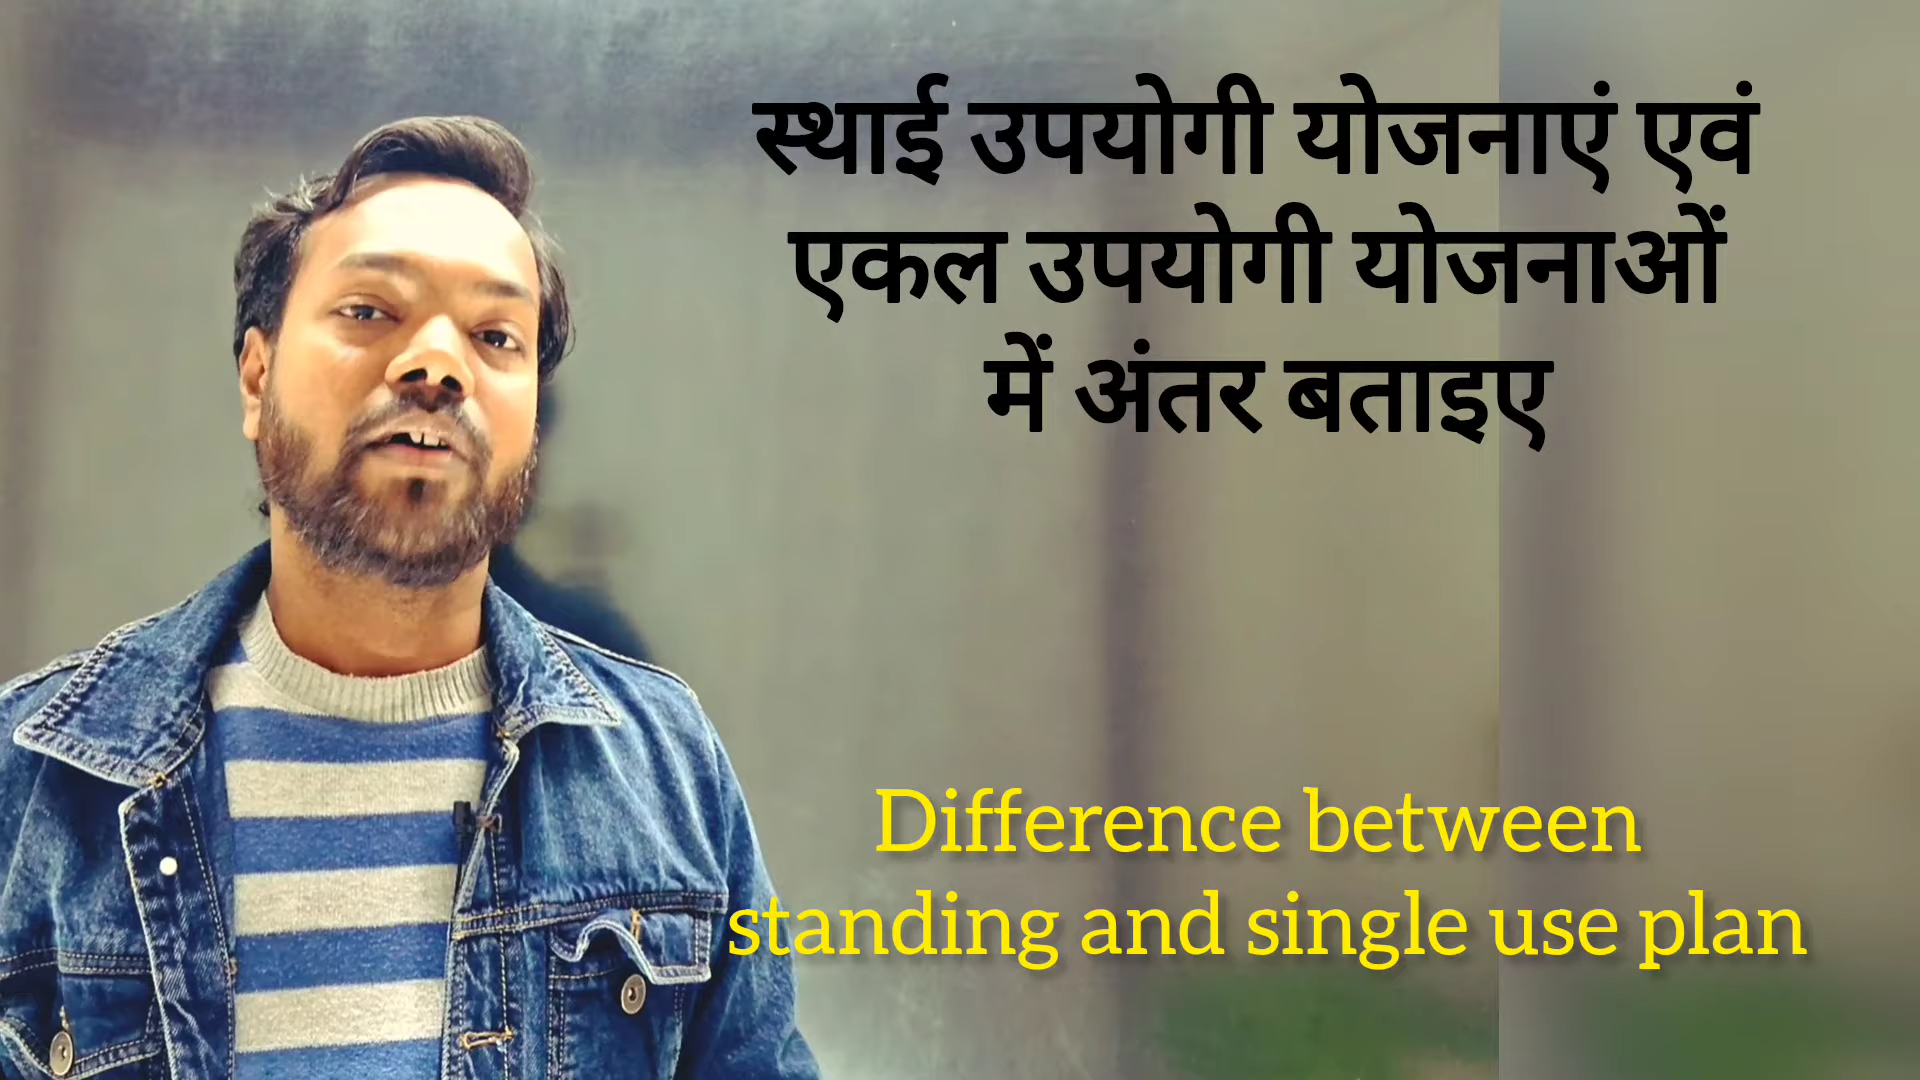 स्थाई उपयोगी योजनाएं एवं
एकल उपयोगी योजनाओं
में अंतर बताइए
Difference between
standing and single use plan